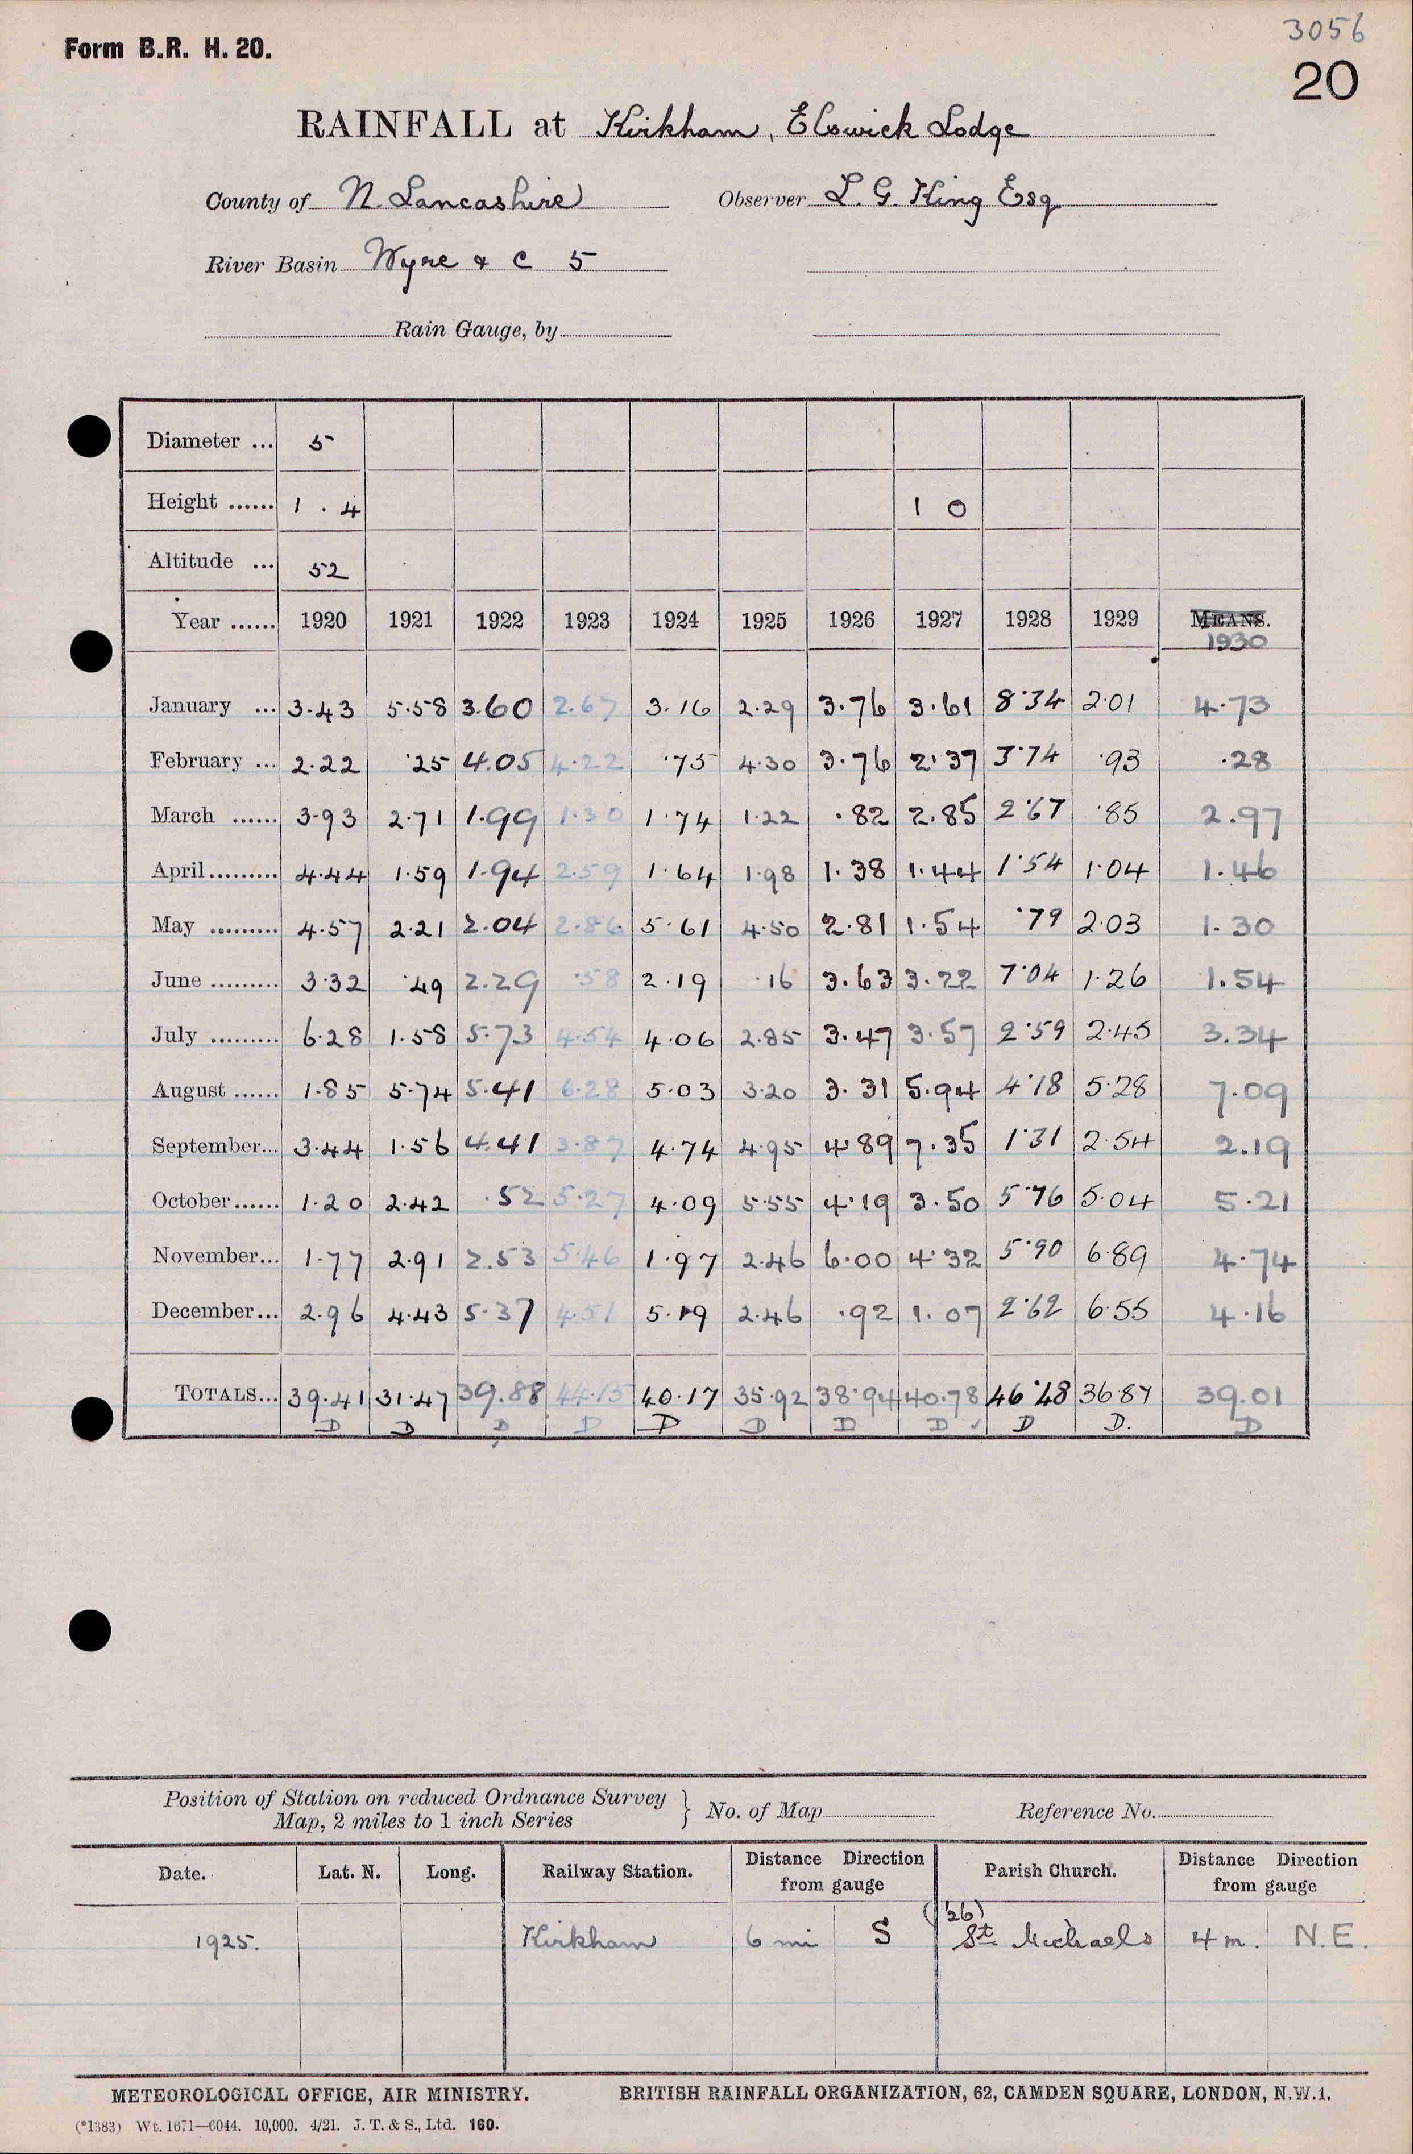 3056
Form B.R. H. 20.
20
RAINFALL at Kirkham, Elswick Lodge
County of N. Lancashire Observer L. G. King Esq
River Basin Wyre & C 5
Rain Gauge, by
Diameter ... 5
Height ...... 1 . 4 1 0
Altitude ... 52
Year ...... 1920 1921 1922 1923 1924 1925 1926 1927 1928 1929 MEANS.
1930
January ... 3.43 5.58 3.60 2.67 3.16 2.29 3.76 3.61 8.34 2.01 4.73
February ... 2.22 .25 4.05 4.22 .75 4.30 3.76 2.37 3.74 .93 .28
March ...... 3.93 2.71 1.99 1.30 1.74 1.22 .82 2.85 2.67 .85 2.97
April ......... 4.44 1.59 1.94 2.59 1.64 1.98 1.38 1.44 1.54 1.04 1.46
May ......... 4.57 2.21 2.04 2.86 5.61 4.50 2.81 1.54 .79 2.03 1.30
June ......... 3.32 .49 2.29 .58 2.19 .16 3.63 3.22 7.04 1.26 1.54
July ......... 6.28 1.58 5.73 4.54 4.06 2.85 3.47 3.57 2.59 2.45 3.34
August ...... 1.85 5.74 5.41 6.28 5.03 3.20 3.31 5.94 4.18 5.28 7.09
September... 3.44 1.56 4.41 3.87 4.74 4.95 4.89 7.35 1.31 2.54 2.19
October...... 1.20 2.42 .52 5.27 4.09 5.55 4.19 3.50 5.76 5.04 5.21
November... 1.77 2.91 2.53 5.46 1.97 2.46 6.00 4.32 5.90 6.89 4.74
December... 2.96 4.43 5.37 4.51 5.19 2.46 .92 1.07 2.62 6.55 4.16
TOTALS... 39.41 31.47 39.88 44.15 40.17 35.92 38.94 40.78 46.48 36.87 39.01
D D D D D D D D ✓ D D. D
Position of Station on reduced Ordnance Survey
Map, 2 miles to 1 inch Series } No. of Map Reference No.
Date. Lat. N. Long. Railway Station. Distance Direction from gauge Parish Church. Distance Direction from gauge
('26)
1925. Kirkham 6 mi S St Michaels 4 m. N.E.
METEOROLOGICAL OFFICE, AIR MINISTRY. BRITISH RAINFALL ORGANIZATION, 62, CAMDEN SQUARE, LONDON, N.W.1.
(*1383) Wt. 1671—6044. 10,000. 4/21. J. T. & S., Ltd. 160.